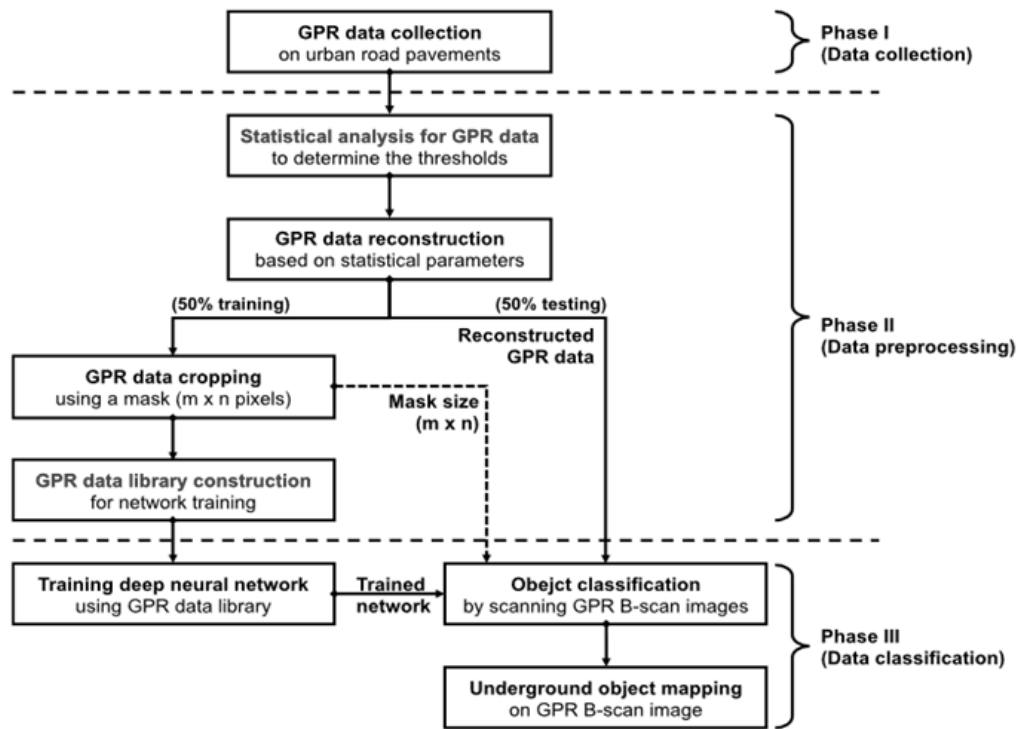 GPR data collection
on urban road pavements
Phase I
(Data collection)
Statistical analysis for GPR data
to determine the thresholds
GPR data reconstruction
based on statistical parameters
(50% training)
(50% testing)
Reconstructed
GPR data
Phase II
(Data preprocessing)
GPR data cropping
using a mask (m x n pixels)
Mask size
(m x n)
GPR data library construction
for network training
Training deep neural network
using GPR data library
Trained
network
Obejct classification
by scanning GPR B-scan images
Phase III
(Data classification)
Underground object mapping
on GPR B-scan image